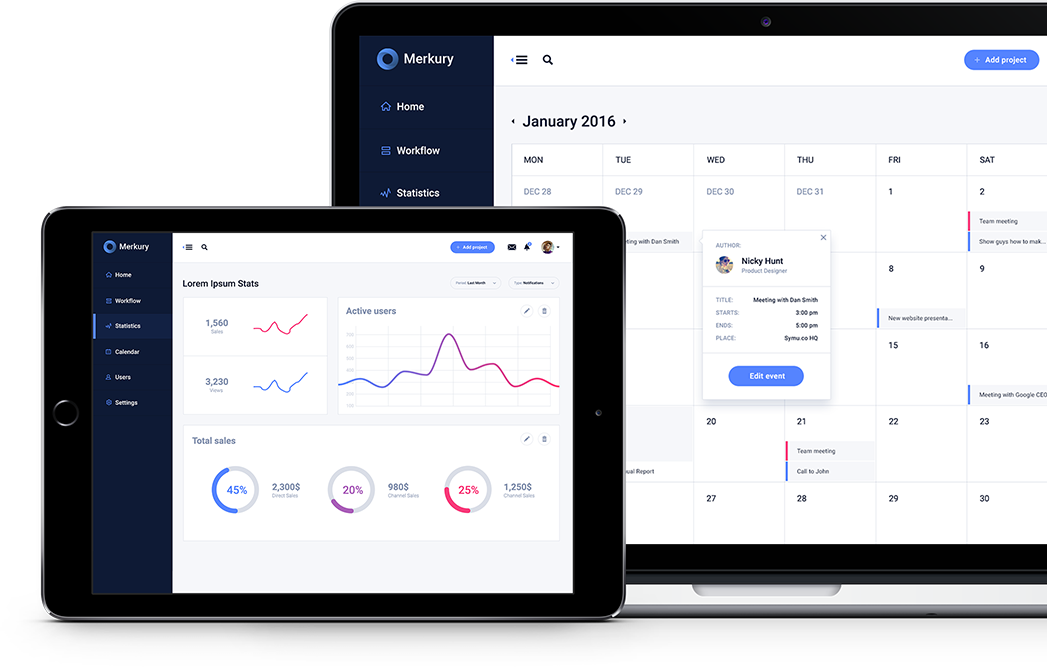 Merkury
Home
Workflow
Statistics
+ Add project
January 2016
MON TUE WED THU FRI SAT
DEC 28 DEC 29 DEC 30 DEC 31 1 2
Team meeting
Show guys how to mak...
with Dan Smith
8 9
New website presenta...
15 16
Meeting with Google CEO
20 21 22 23
Team meeting
Call to John
Report
27 28 29 30
AUTHOR:
Nicky Hunt
Product Designer
TITLE: Meeting with Dan Smith
STARTS: 3:00 pm
ENDS: 5:00 pm
PLACE: Symu.co HQ
Edit event
Merkury
Home
Workflow
Statistics
Calendar
Users
Settings
+ Add project
Lorem Ipsum Stats
Period: Last Month
Type: Notifications
1,560
Sales
3,230
Views
Active users
Total sales
45%
2,300$
Direct Sales
20%
980$
Channel Sales
25%
1,250$
Channel Sales